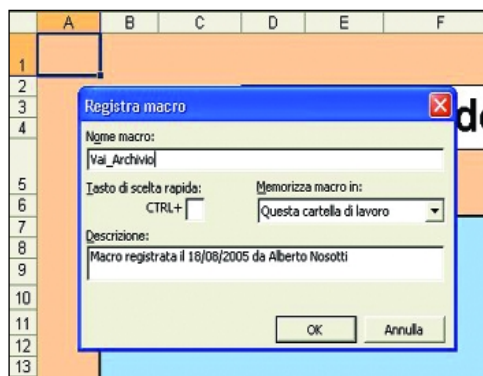 A B C D E F
1
2
3
4
de
5
6
7
8
9
10
11
12
13
Registra macro
Nome macro:
Vai_Archivio
Tasto di scelta rapida: Memorizza macro in:
CTRL+ Questa cartella di lavoro
Descrizione:
Macro registrata il 18/08/2005 da Alberto Nosotti
OK Annulla